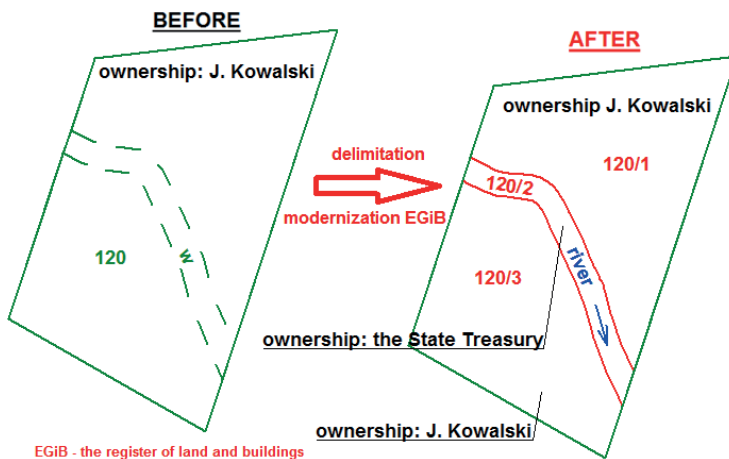 BEFORE
ownership: J. Kowalski
120
w
delimitation
modernization EGiB
AFTER
ownership J. Kowalski
120/1
120/2
120/3
river
ownership: the State Treasury
ownership: J. Kowalski
EGiB - the register of land and buildings